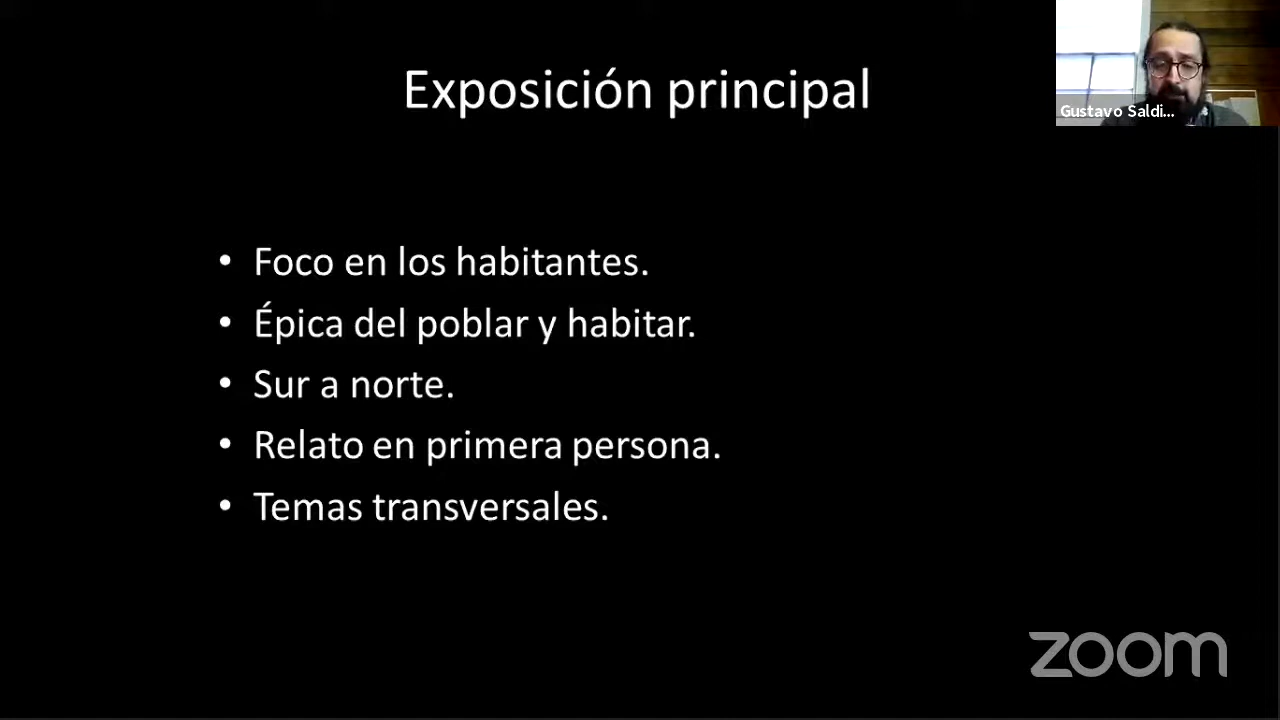 Exposición principal
Gustavo Saldi...
• Foco en los habitantes.
• Épica del poblar y habitar.
• Sur a norte.
• Relato en primera persona.
• Temas transversales.
zoom